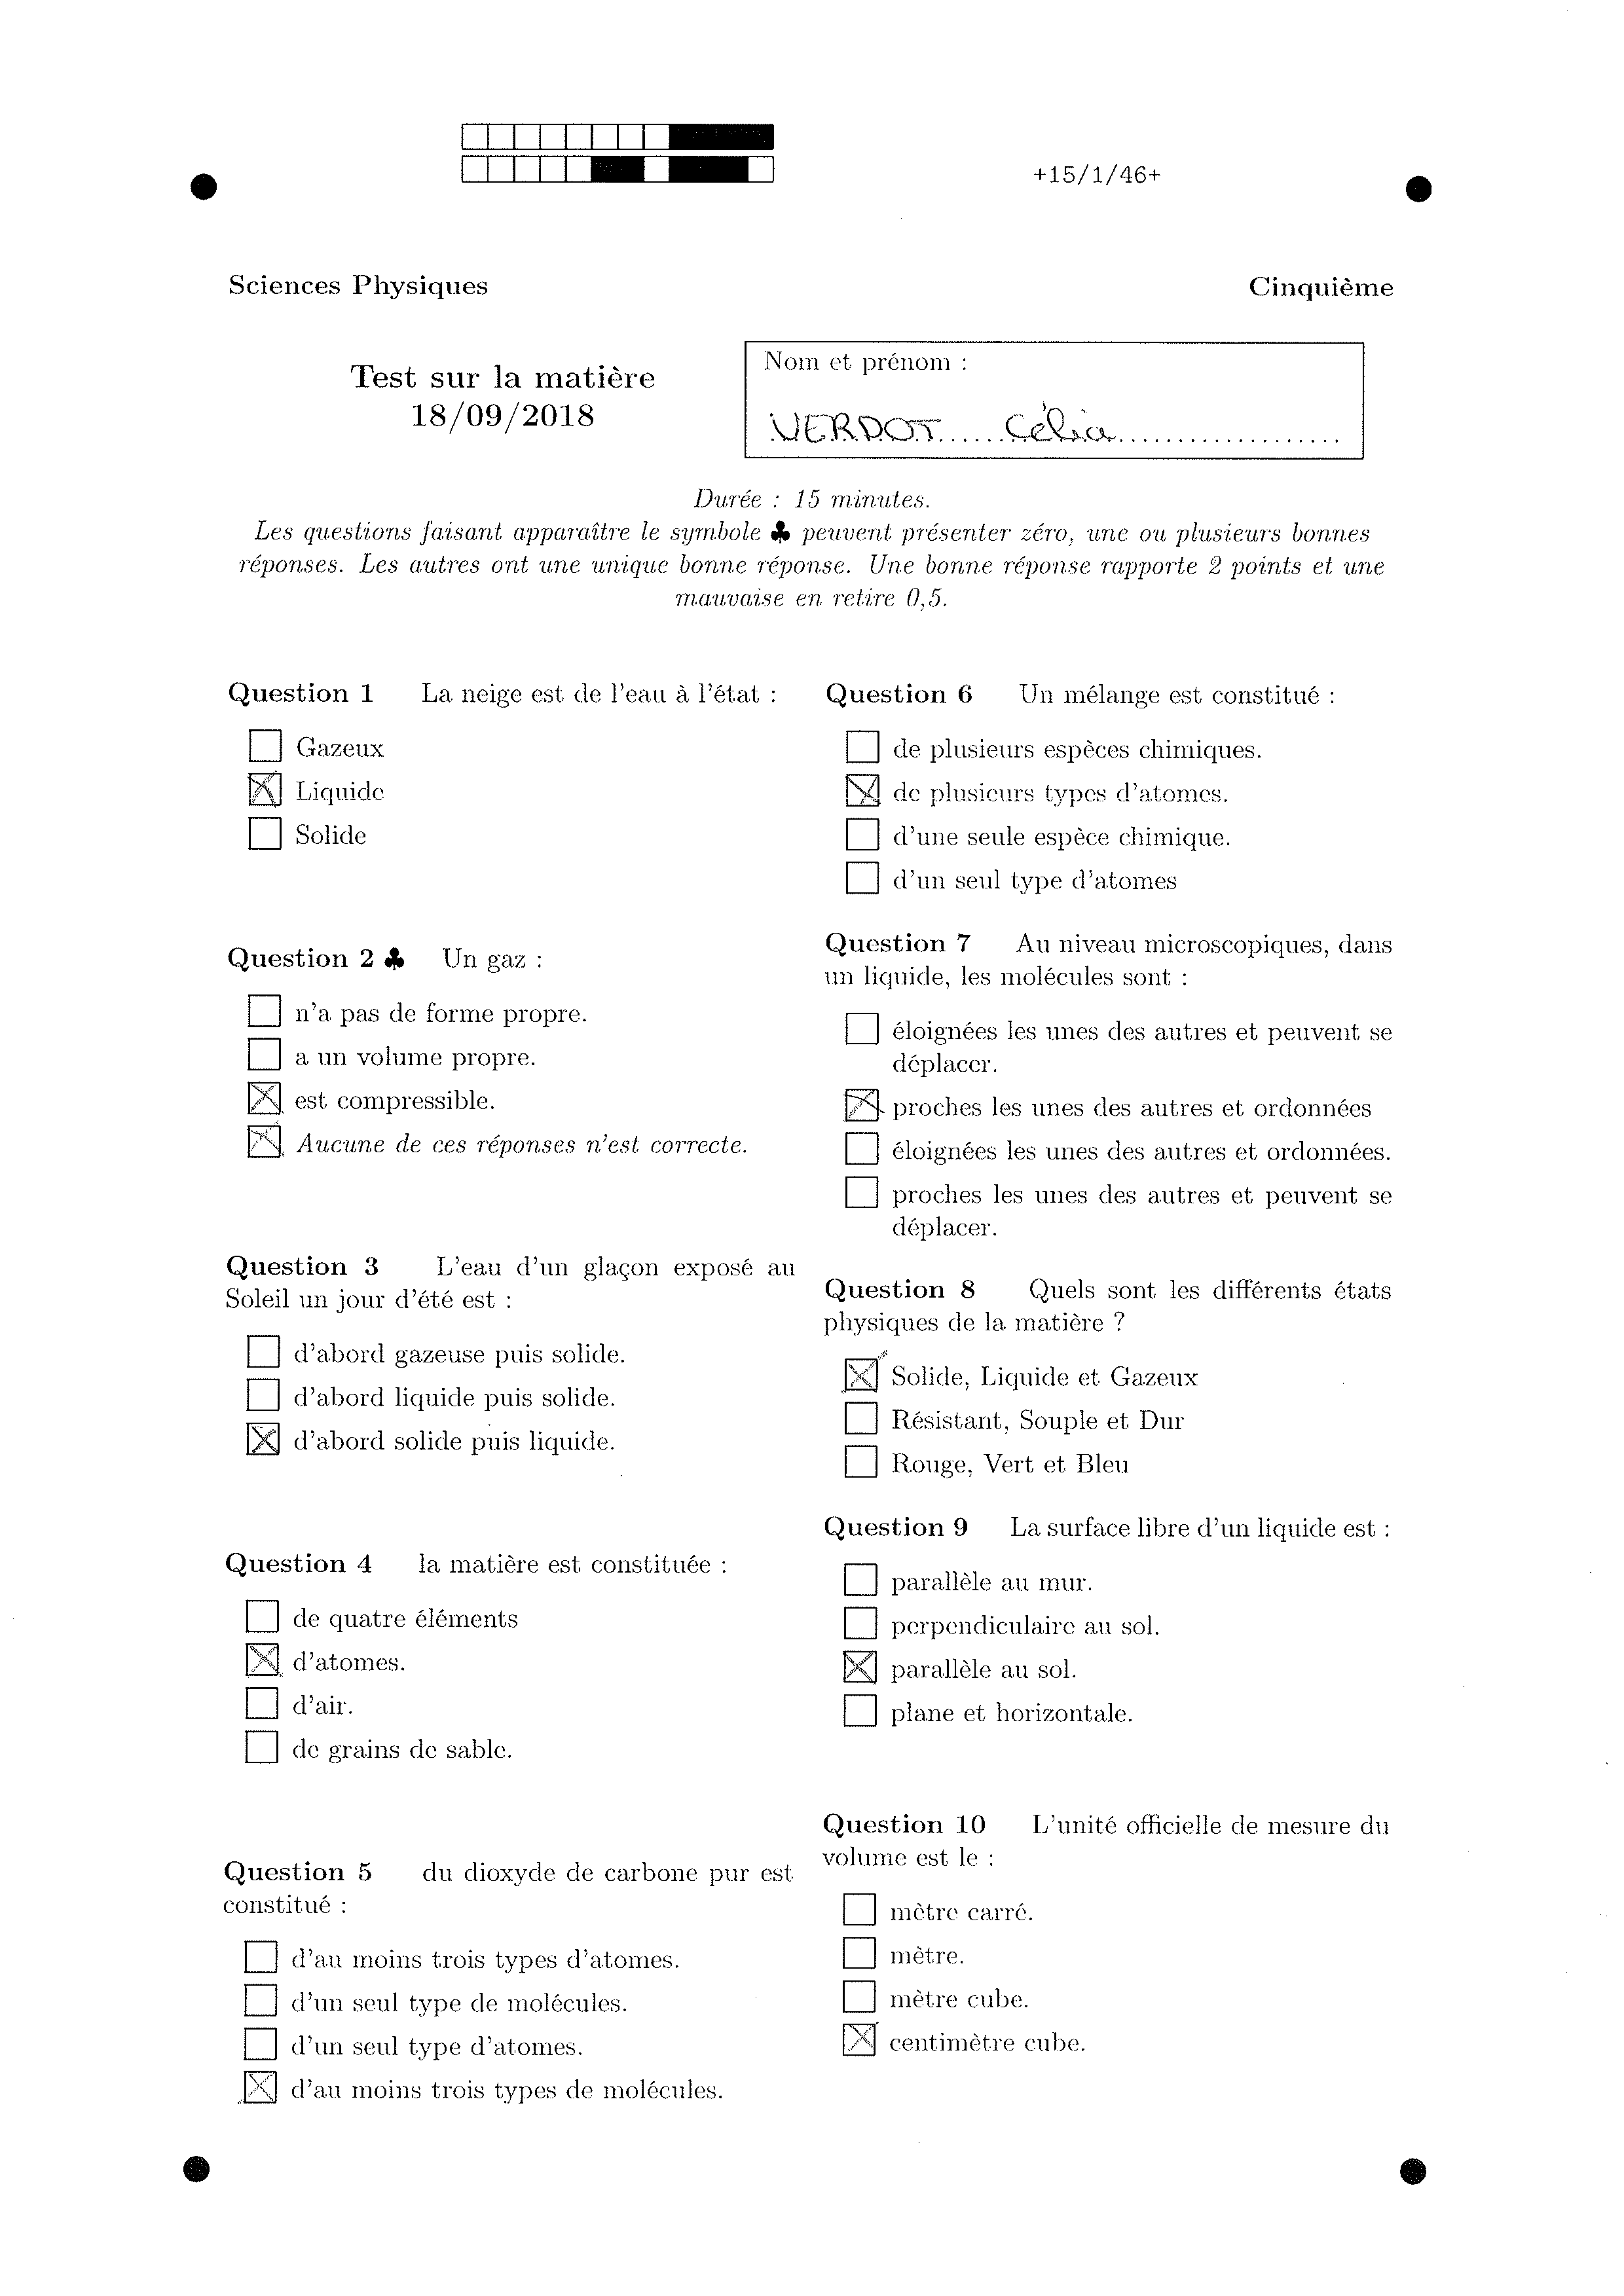 +15/1/46+
Sciences Physiques
Cinquième
Test sur la matière
18/09/2018
Nom et prénom :
VERDOT Célia
Durée : 15 minutes.
Les questions faisant apparaître le symbole ♣ peuvent présenter zéro, une ou plusieurs bonnes
réponses. Les autres ont une unique bonne réponse. Une bonne réponse rapporte 2 points et une
mauvaise en retire 0,5.
Question 1 La neige est de l'eau à l'état :
Gazeux
Liquide
Solide
Question 2 ♣ Un gaz :
n'a pas de forme propre.
a un volume propre.
est compressible.
Aucune de ces réponses n'est correcte.
Question 3 L'eau d'un glaçon exposé au
Soleil un jour d'été est :
d'abord gazeuse puis solide.
d'abord liquide puis solide.
d'abord solide puis liquide.
Question 4 la matière est constituée :
de quatre éléments
d'atomes.
d'air.
de grains de sable.
Question 5 du dioxyde de carbone pur est
constitué :
d'au moins trois types d'atomes.
d'un seul type de molécules.
d'un seul type d'atomes.
d'au moins trois types de molécules.
Question 6 Un mélange est constitué :
de plusieurs espèces chimiques.
de plusieurs types d'atomes.
d'une seule espèce chimique.
d'un seul type d'atomes
Question 7 Au niveau microscopiques, dans
un liquide, les molécules sont :
éloignées les unes des autres et peuvent se
déplacer.
proches les unes des autres et ordonnées
éloignées les unes des autres et ordonnées.
proches les unes des autres et peuvent se
déplacer.
Question 8 Quels sont les différents états
physiques de la matière ?
Solide, Liquide et Gazeux
Résistant, Souple et Dur
Rouge, Vert et Bleu
Question 9 La surface libre d'un liquide est :
parallèle au mur.
perpendiculaire au sol.
parallèle au sol.
plane et horizontale.
Question 10 L'unité officielle de mesure du
volume est le :
mètre carré.
mètre.
mètre cube.
centimètre cube.